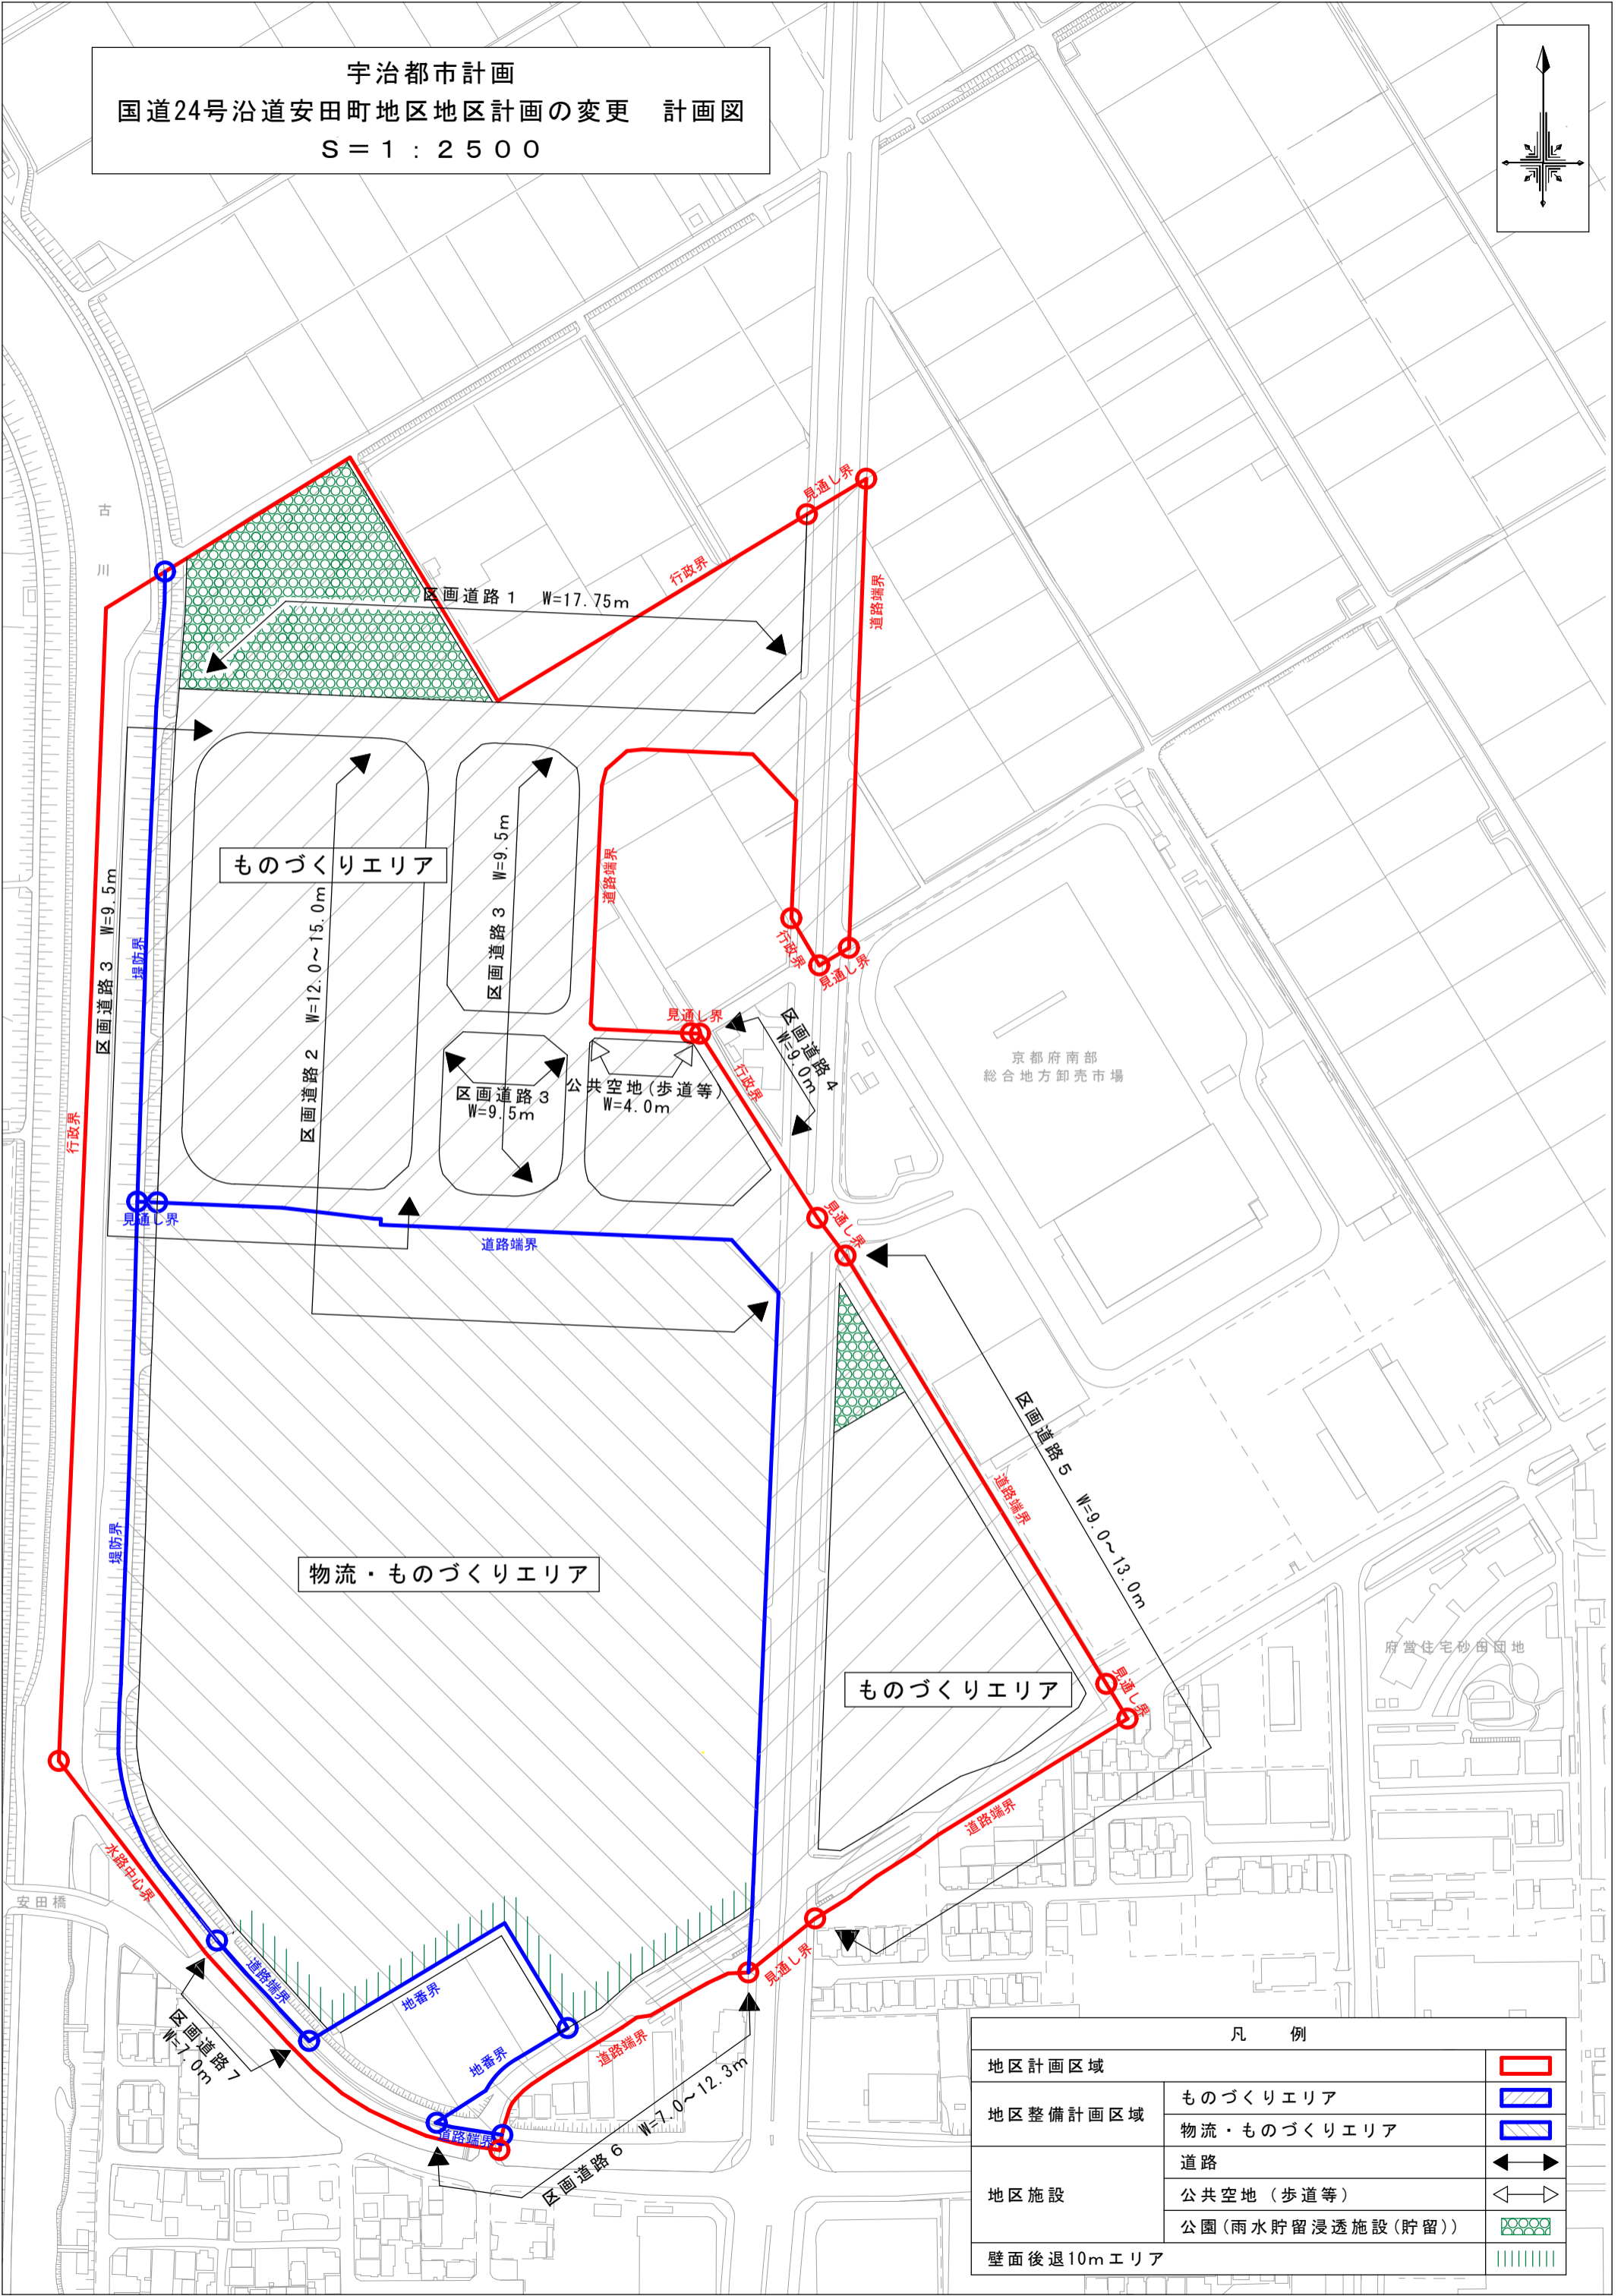 宇治都市計画
国道24号沿道安田町地区地区計画の変更　計画図
S＝1：2500
見通し界
行政界
道路端界
古
川
区画道路1　W=17.75m
ものづくりエリア
区画道路3　W=9.5m
堤防界
区画道路2　W=12.0～15.0m
区画道路3　W=9.5m
道路端界
行政界
見通し界
見通し界
区画道路4
W=9.0m
行政界
京都府南部
総合地方卸売市場
区画道路3
W=9.5m
公共空地(歩道等)
W=4.0m
行政界
見通し界
道路端界
見通し界
区画道路5　W=9.0～13.0m
道路端界
堤防界
物流・ものづくりエリア
ものづくりエリア
府営住宅砂田団地
見通し界
道路端界
水路中心界
安田橋
道路端界
地番界
見通し界
区画道路7
W=7.0m
地番界
道路端界
道路端界
区画道路6　W=7.0～12.3m
凡　例
地区計画区域
地区整備計画区域
ものづくりエリア
物流・ものづくりエリア
地区施設
道路
公共空地（歩道等）
公園(雨水貯留浸透施設(貯留))
壁面後退10mエリア